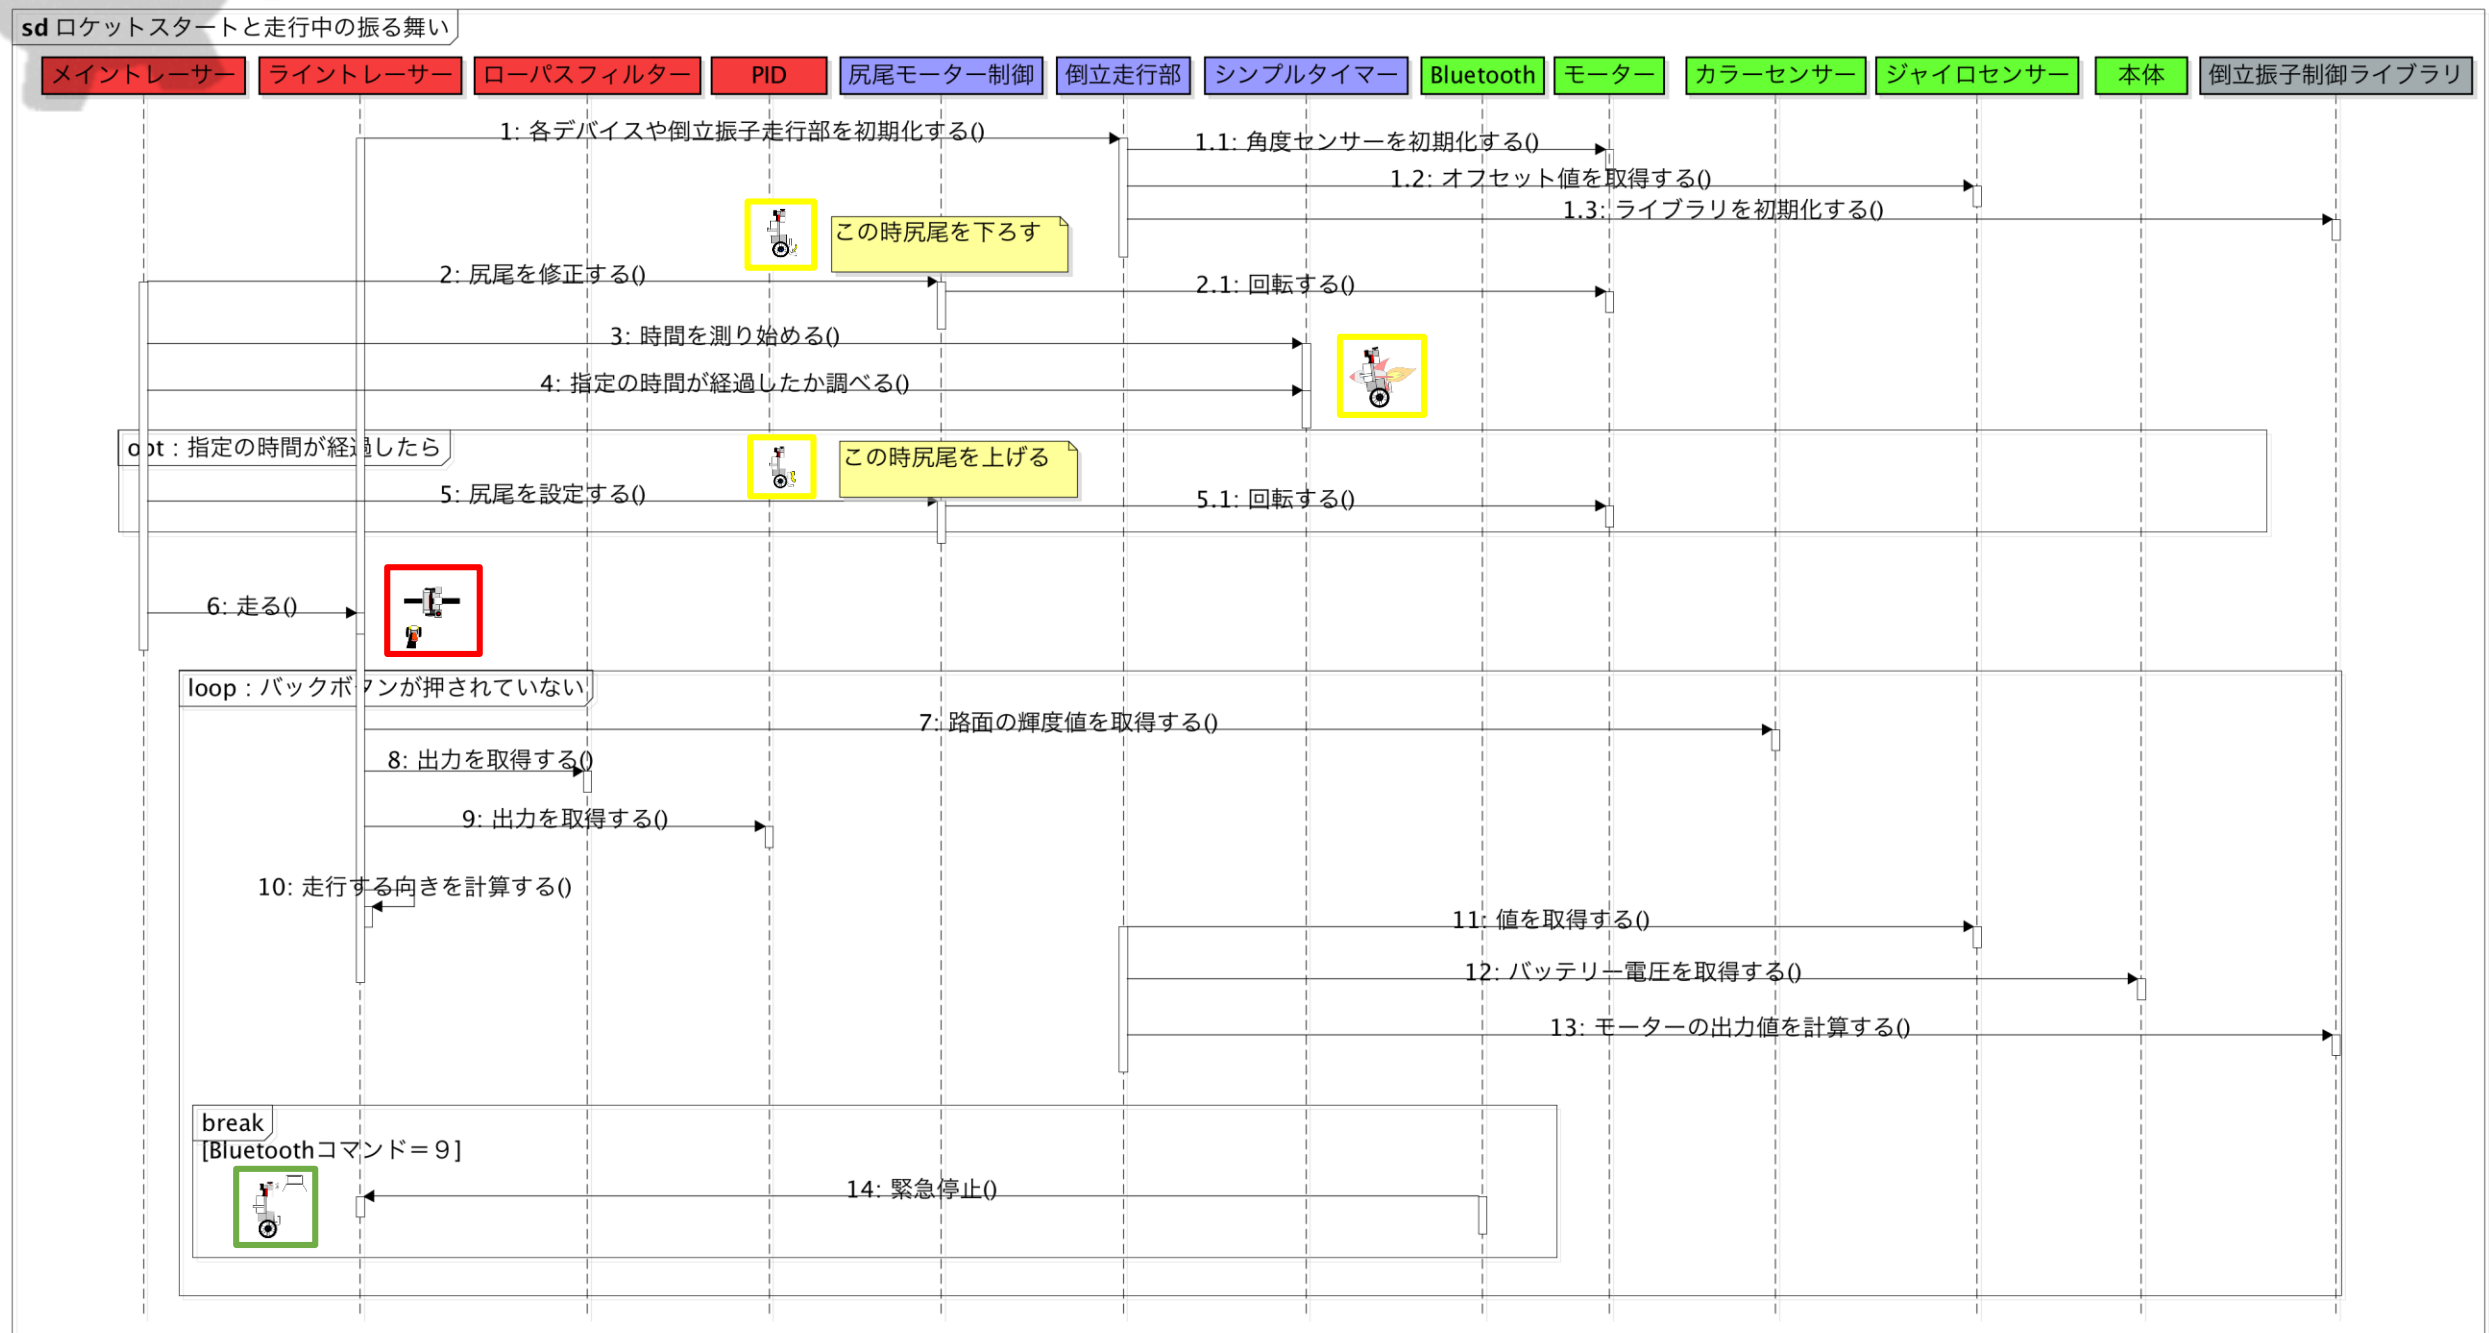 sd ロケットスタートと走行中の振る舞い
メイントレーサー
ライントレーサー
ローパスフィルター
PID
尻尾モーター制御
倒立走行部
シンプルタイマー
Bluetooth
モーター
カラーセンサー
ジャイロセンサー
本体
倒立振子制御ライブラリ
1: 各デバイスや倒立振子走行部を初期化する()
1.1: 角度センサーを初期化する()
1.2: オフセット値を取得する()
1.3: ライブラリを初期化する()
この時尻尾を下ろす
2: 尻尾を修正する()
2.1: 回転する()
3: 時間を測り始める()
4: 指定の時間が経過したか調べる()
opt : 指定の時間が経過したら
この時尻尾を上げる
5: 尻尾を設定する()
5.1: 回転する()
6: 走る()
loop : バックボタンが押されていない
7: 路面の輝度値を取得する()
8: 出力を取得する()
9: 出力を取得する()
10: 走行する向きを計算する()
11: 値を取得する()
12: バッテリー電圧を取得する()
13: モーターの出力値を計算する()
break
[Bluetoothコマンド＝９]
14: 緊急停止()